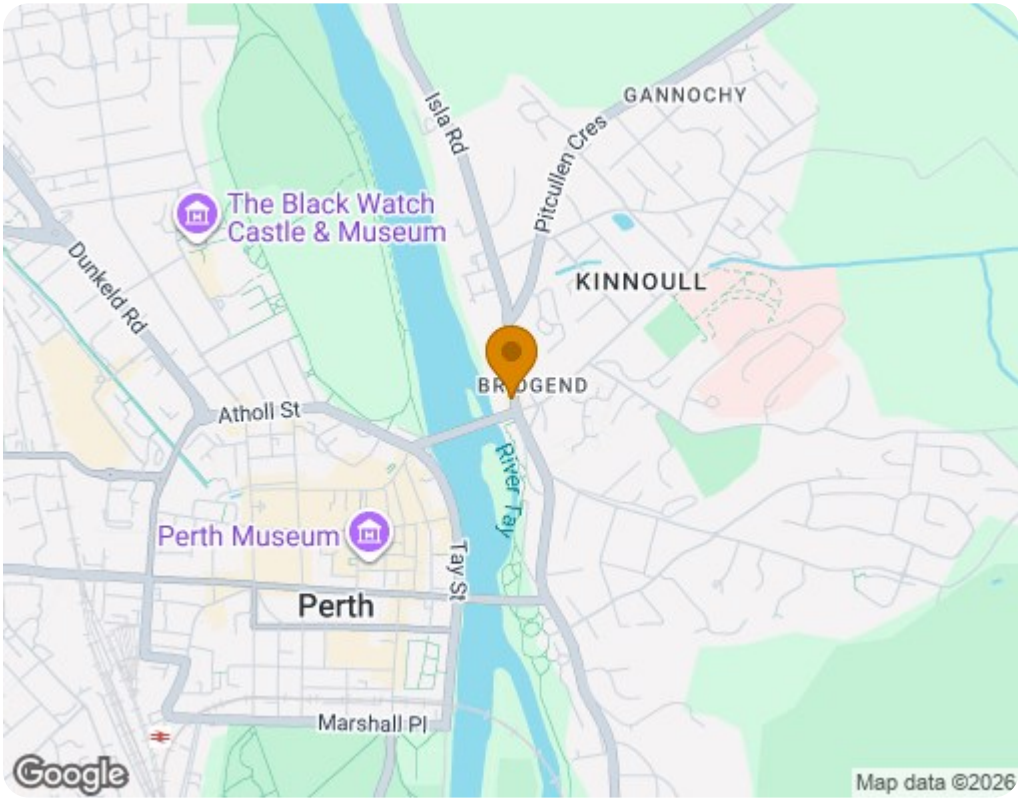 GANNOCHY
Isla Rd
Pitcullen Cres
The Black Watch
Castle & Museum
Dunkeld Rd
KINNOULL
BRIDGEND
Atholl St
River Tay
Perth Museum
Tay St
Perth
Marshall Pl
Google
Map data ©2026